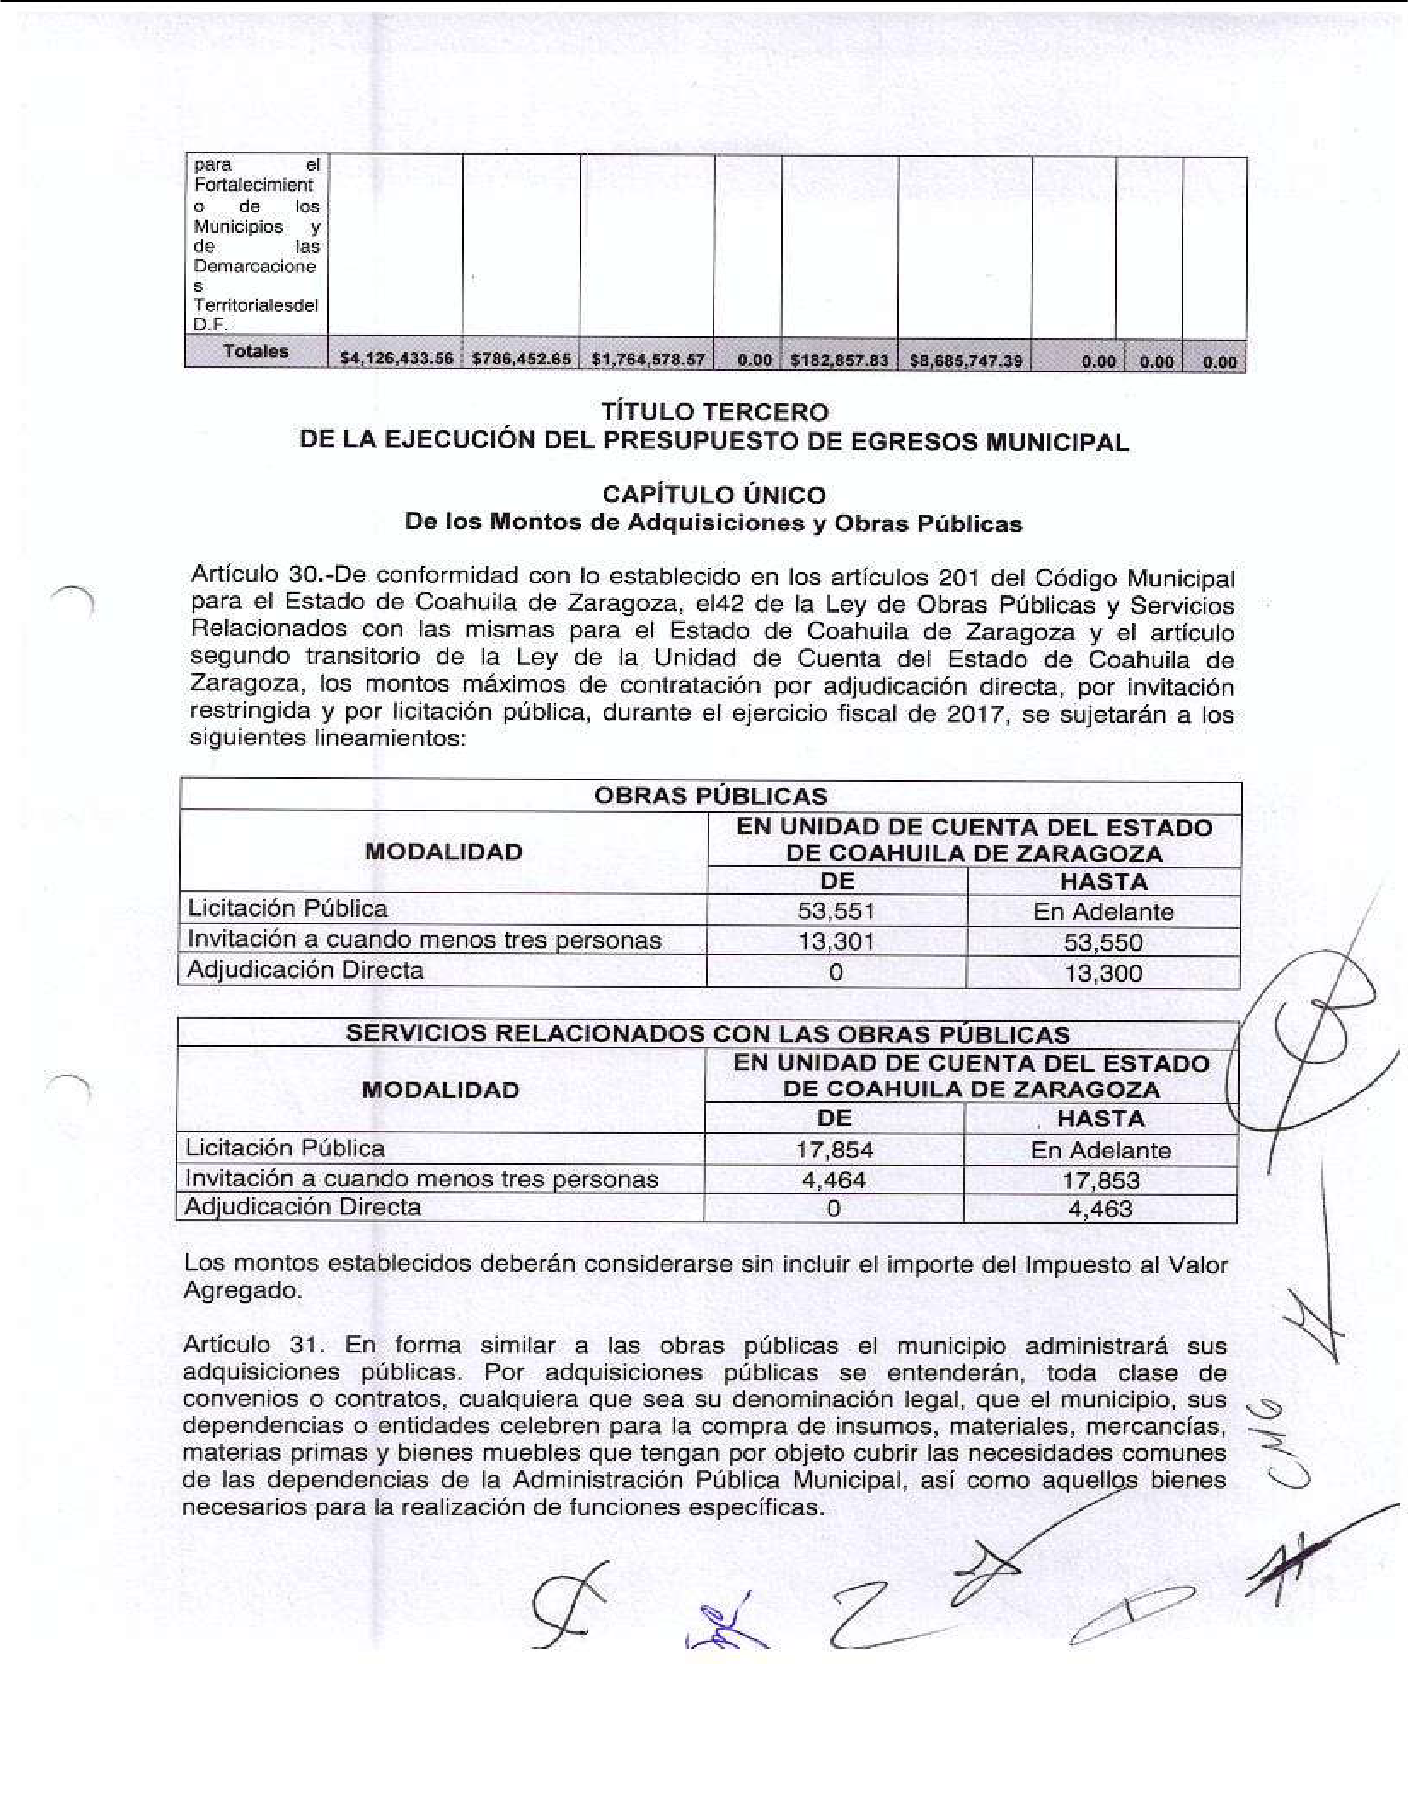 para el
Fortalecimient
o de los
Municipios y
de las
Demarcacione
s
Territorialesdel
D.F.
Totales $4,126,433.56 $786,452.65 $1,764,578.57 0.00 $182,857.83 $8,685,747.39 0.00 0.00 0.00
TÍTULO TERCERO
DE LA EJECUCIÓN DEL PRESUPUESTO DE EGRESOS MUNICIPAL
CAPÍTULO ÚNICO
De los Montos de Adquisiciones y Obras Públicas
Artículo 30.-De conformidad con lo establecido en los artículos 201 del Código Municipal
para el Estado de Coahuila de Zaragoza, el42 de la Ley de Obras Públicas y Servicios
Relacionados con las mismas para el Estado de Coahuila de Zaragoza y el artículo
segundo transitorio de la Ley de la Unidad de Cuenta del Estado de Coahuila de
Zaragoza, los montos máximos de contratación por adjudicación directa, por invitación
restringida y por licitación pública, durante el ejercicio fiscal de 2017, se sujetarán a los
siguientes lineamientos:
OBRAS PÚBLICAS
MODALIDAD
EN UNIDAD DE CUENTA DEL ESTADO
DE COAHUILA DE ZARAGOZA
DE HASTA
Licitación Pública 53,551 En Adelante
Invitación a cuando menos tres personas 13,301 53,550
Adjudicación Directa 0 13,300
SERVICIOS RELACIONADOS CON LAS OBRAS PÚBLICAS
MODALIDAD
EN UNIDAD DE CUENTA DEL ESTADO
DE COAHUILA DE ZARAGOZA
DE HASTA
Licitación Pública 17,854 En Adelante
Invitación a cuando menos tres personas 4,464 17,853
Adjudicación Directa 0 4,463
Los montos establecidos deberán considerarse sin incluir el importe del Impuesto al Valor
Agregado.
Artículo 31. En forma similar a las obras públicas el municipio administrará sus
adquisiciones públicas. Por adquisiciones públicas se entenderán, toda clase de
convenios o contratos, cualquiera que sea su denominación legal, que el municipio, sus
dependencias o entidades celebren para la compra de insumos, materiales, mercancías,
materias primas y bienes muebles que tengan por objeto cubrir las necesidades comunes
de las dependencias de la Administración Pública Municipal, así como aquellos bienes
necesarios para la realización de funciones específicas.